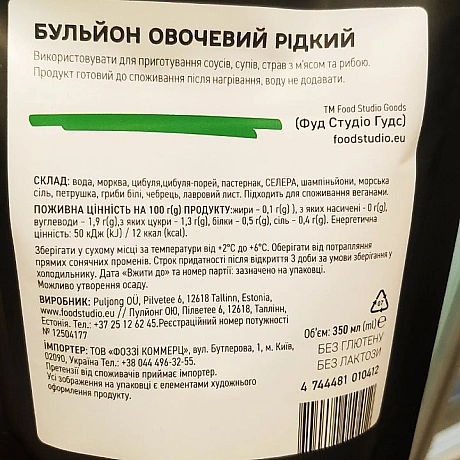 БУЛЬЙОН ОВОЧЕВИЙ РІДКИЙ
Використовувати для приготування соусів, супів, страв з м'ясом та рибою.
Продукт готовий до споживання після нагрівання, воду не додавати.
TM Food Studio Goods
(Фуд Студіо Гудс)
foodstudio.eu
СКЛАД: вода, морква, цибуля,цибуля-порей, пастернак, СЕЛЕРА, шампіньйони, морська
сіль, петрушка, гриби білі, чебрець, лавровий лист. Підходить для споживання веганами.
ПОЖИВНА ЦІННІСТЬ НА 100 г(g) ПРОДУКТУ:жири – 0,1 г(g) ), з яких насичені - 0 г(g),
вуглеводи – 1,9 г(g),з яких цукри – 1,3 г(g), білки – 0,5 г(g), сіль – 0,4 г(g). Енергетична
цінність: 50 кДж (kJ) / 12 ккал (kcal).
Зберігати у сухому місці за температури від +2°С до +6°С. Оберігати від потрапляння
прямих сонячних променів. Строк придатності після відкриття 3 доби за умови зберігання у
холодильнику. Дата «Вжити до» та номер партії: зазначено на упаковці.
Можливо утворення осаду.
ВИРОБНИК: Puljong OÜ, Pilvetee 6, 12618 Tallinn, Estonia,
www.foodstudio.eu // Пулйонг ОЮ, Пілветее 6, 12618, Таллінн,
Естонія. Тел.: +37 25 12 62 45.Реєстраційний номер потужності
№ 12504177
ІМПОРТЕР: ТОВ «ФОЗЗІ КОММЕРЦ», вул. Бутлерова, 1, м. Київ,
02090, Україна Тел.: +38 044 496-32-55.
Претензії від споживачів приймає імпортер.
Усі зображення на упаковці є елементами художнього
оформлення продукту.
07
Об'єм: 350 мл (ml) e
БЕЗ ГЛЮТЕНУ
БЕЗ ЛАКТОЗИ
4 744481 010412